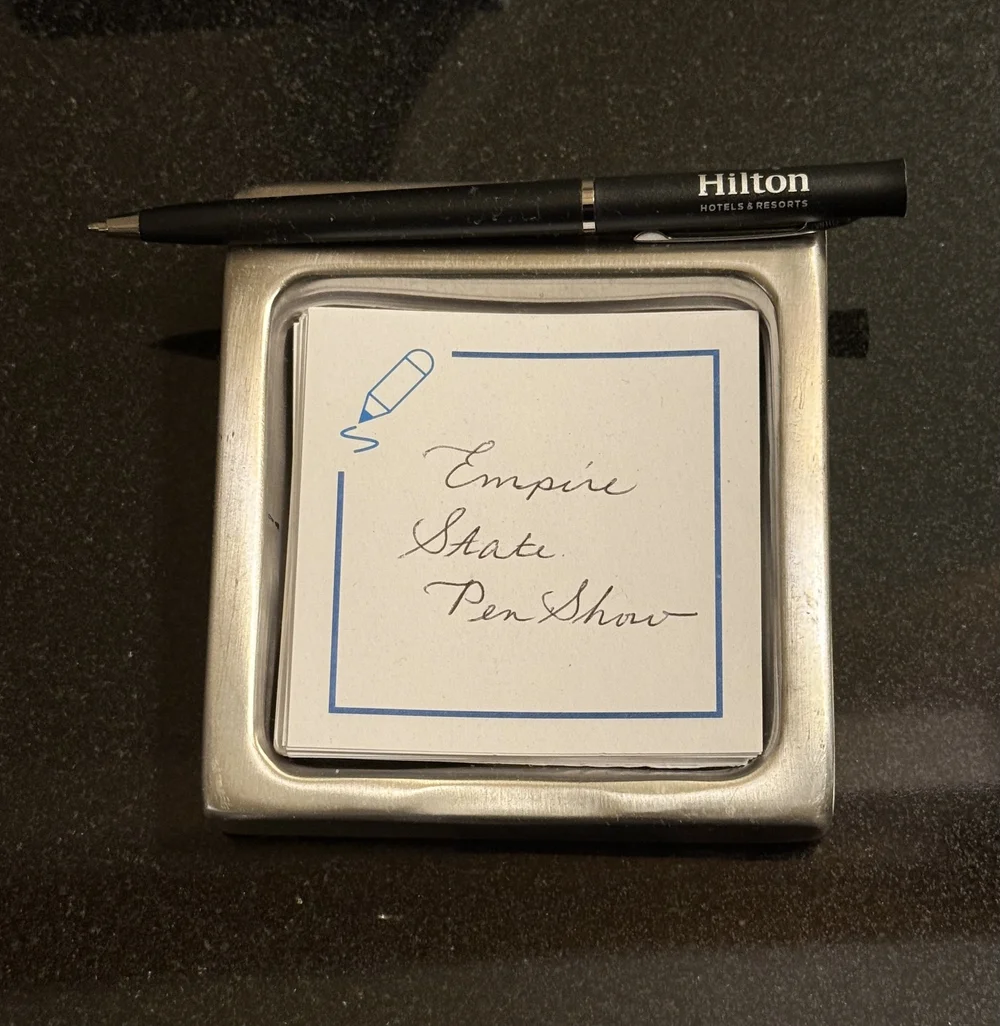 Hilton
HOTELS & RESORTS
Empire
State
Pen Show